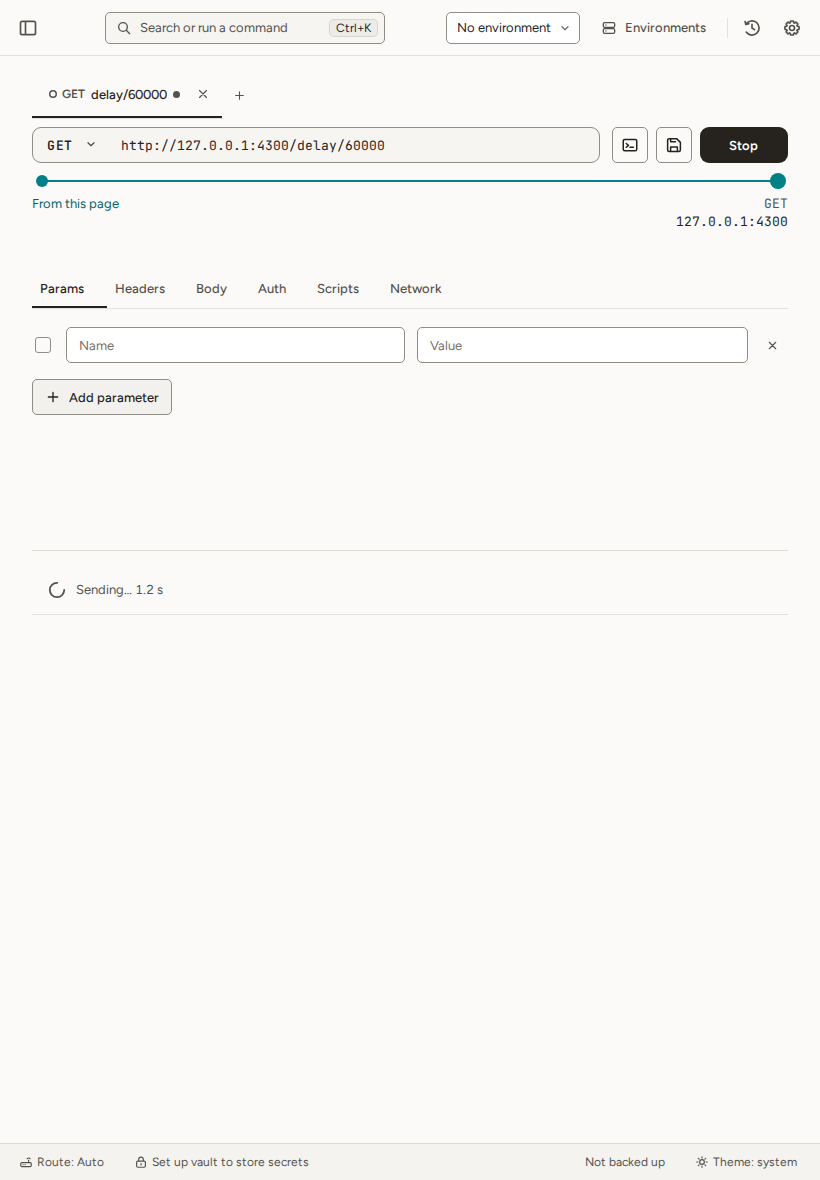 Search or run a command Ctrl+K No environment Environments
GET delay/60000
GET http://127.0.0.1:4300/delay/60000 Stop
From this page GET
127.0.0.1:4300
Params Headers Body Auth Scripts Network
Name Value
Add parameter
Sending... 1.2 s
Route: Auto Set up vault to store secrets Not backed up Theme: system